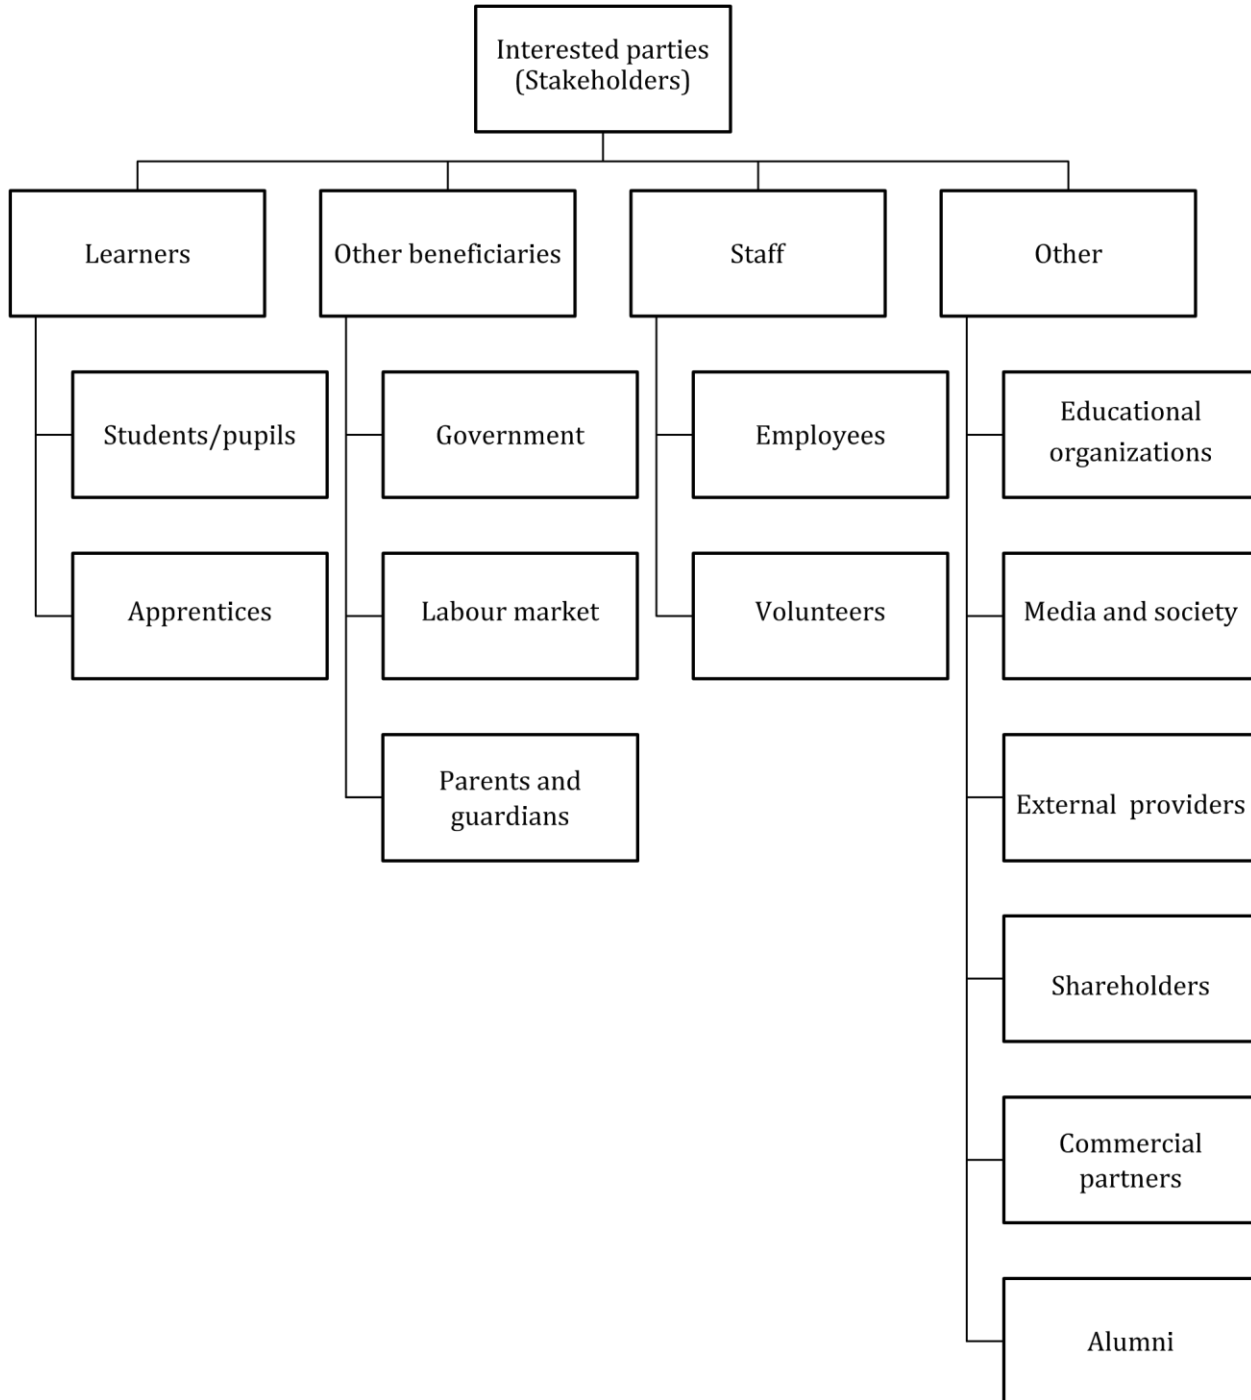 Interested parties
(Stakeholders)
Learners
Other beneficiaries
Staff
Other
Students/pupils
Government
Employees
Educational
organizations
Apprentices
Labour market
Volunteers
Media and society
Parents and
guardians
External providers
Shareholders
Commercial
partners
Alumni